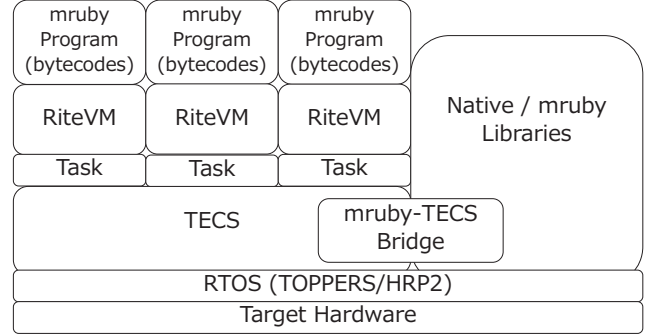 mruby
Program
(bytecodes)
mruby
Program
(bytecodes)
mruby
Program
(bytecodes)
RiteVM
RiteVM
RiteVM
Native / mruby
Libraries
Task
Task
Task
TECS
mruby-TECS
Bridge
RTOS (TOPPERS/HRP2)
Target Hardware